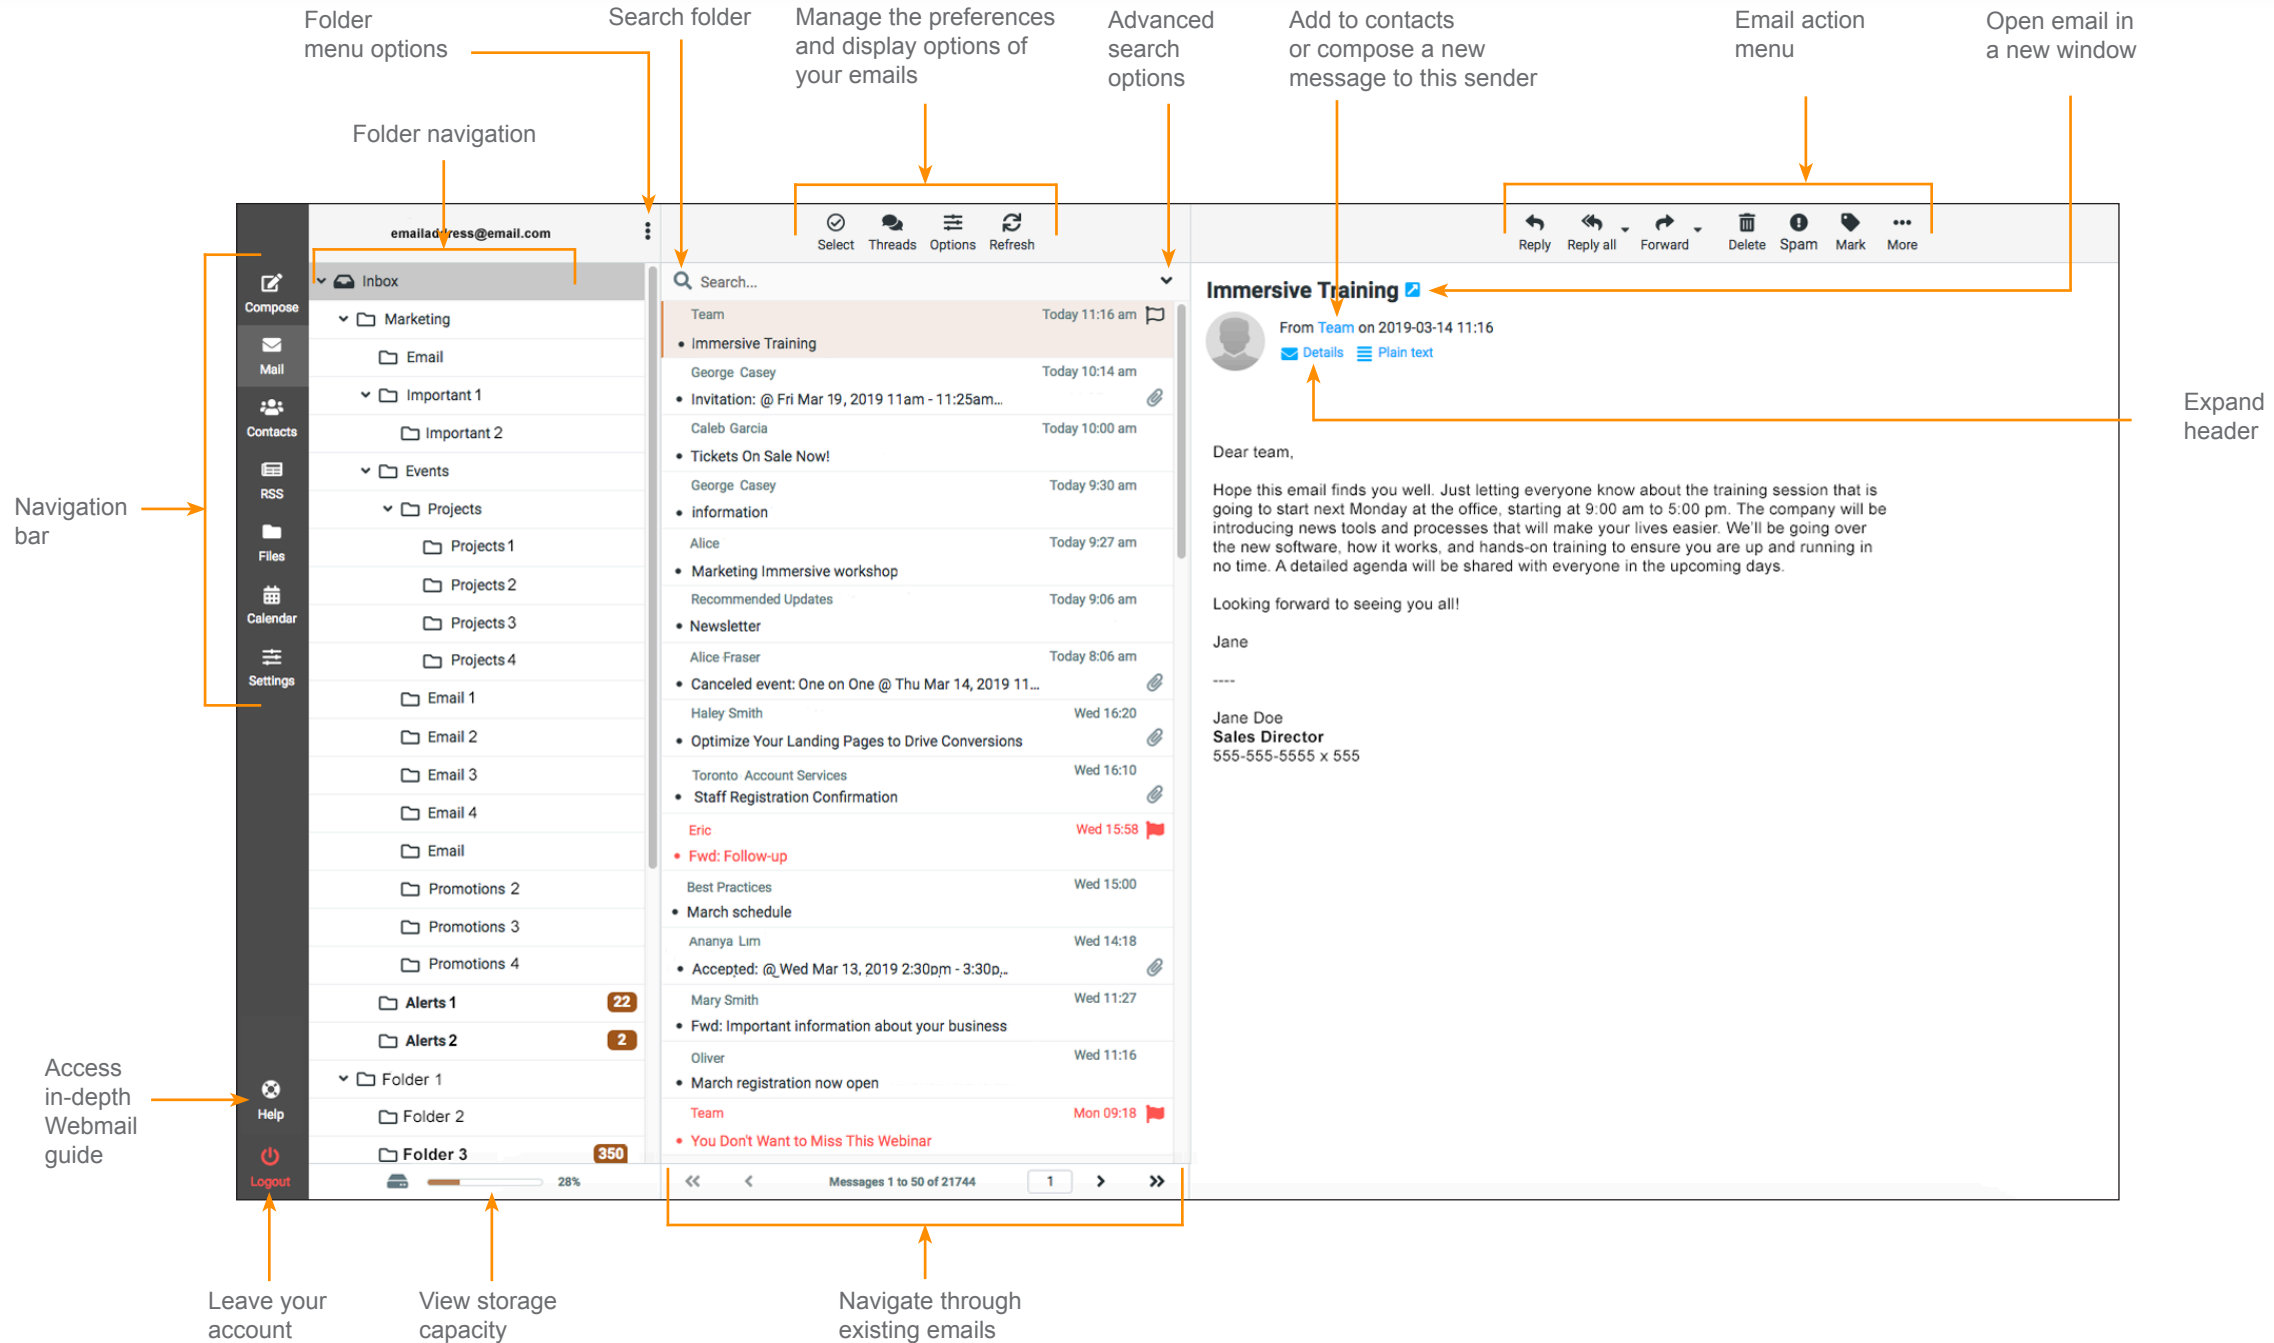 Folder
menu options
Search folder
Manage the preferences
and display options of
your emails
Advanced
search
options
Add to contacts
or compose a new
message to this sender
Email action
menu
Open email in
a new window
Folder navigation
Navigation
bar
Access
in-depth
Webmail
guide
Leave your
account
View storage
capacity
Navigate through
existing emails
Expand
header
Compose
Mail
Contacts
RSS
Files
Calendar
Settings
Help
Logout
emailaddress@email.com
Inbox
Marketing
Email
Important 1
Important 2
Events
Projects
Projects 1
Projects 2
Projects 3
Projects 4
Email 1
Email 2
Email 3
Email 4
Email
Promotions 2
Promotions 3
Promotions 4
Alerts 1 22
Alerts 2 2
Folder 1
Folder 2
Folder 3 350
28%
Select Threads Options Refresh
Search...
Team Today 11:16 am
• Immersive Training
George Casey Today 10:14 am
• Invitation: @ Fri Mar 19, 2019 11am - 11:25am...
Caleb Garcia Today 10:00 am
• Tickets On Sale Now!
George Casey Today 9:30 am
• information
Alice Today 9:27 am
• Marketing Immersive workshop
Recommended Updates Today 9:06 am
• Newsletter
Alice Fraser Today 8:06 am
• Canceled event: One on One @ Thu Mar 14, 2019 11...
Haley Smith Wed 16:20
• Optimize Your Landing Pages to Drive Conversions
Toronto Account Services Wed 16:10
• Staff Registration Confirmation
Eric Wed 15:58
• Fwd: Follow-up
Best Practices Wed 15:00
• March schedule
Ananya Lim Wed 14:18
• Accepted: @ Wed Mar 13, 2019 2:30pm - 3:30p...
Mary Smith Wed 11:27
• Fwd: Important information about your business
Oliver Wed 11:16
• March registration now open
Team Mon 09:18
• You Don't Want to Miss This Webinar
Messages 1 to 50 of 21744 1
Reply Reply all Forward Delete Spam Mark More
Immersive Training
From Team on 2019-03-14 11:16
Details Plain text
Dear team,
Hope this email finds you well. Just letting everyone know about the training session that is
going to start next Monday at the office, starting at 9:00 am to 5:00 pm. The company will be
introducing news tools and processes that will make your lives easier. We'll be going over
the new software, how it works, and hands-on training to ensure you are up and running in
no time. A detailed agenda will be shared with everyone in the upcoming days.
Looking forward to seeing you all!
Jane
----
Jane Doe
Sales Director
555-555-5555 x 555